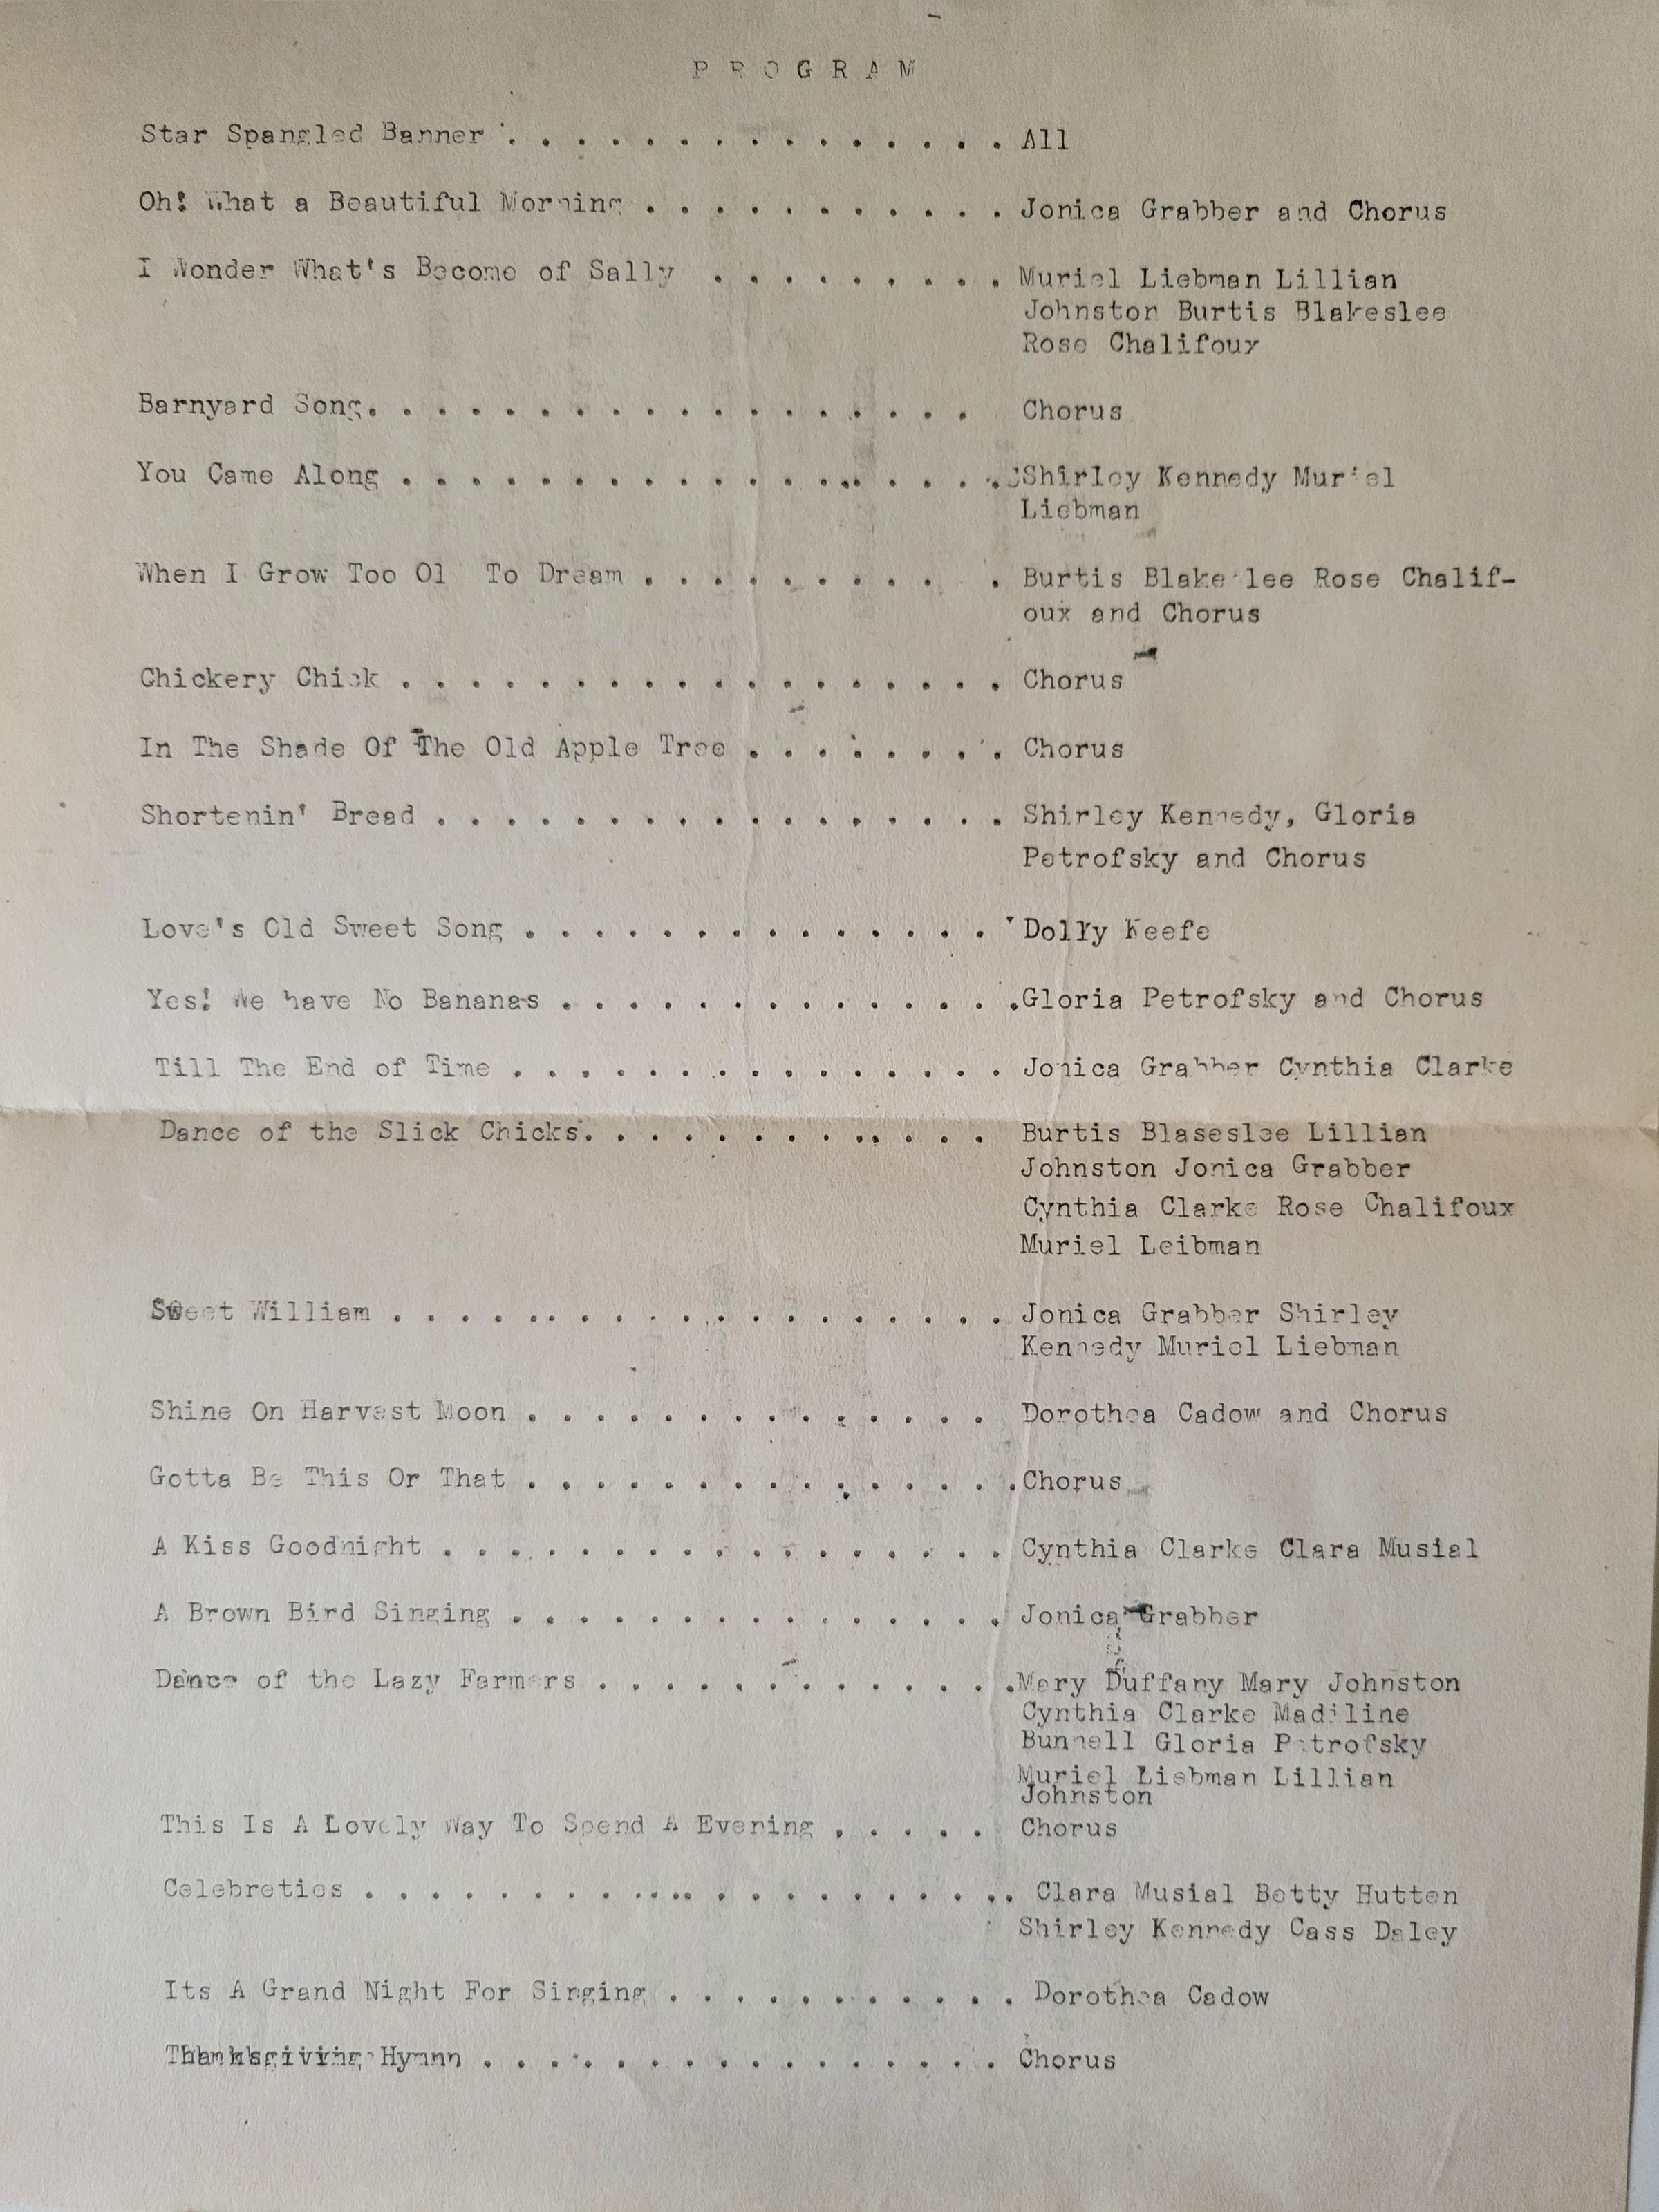 PROGRAM
Star Spangled Banner . . . . . . . . . . . . . . . All
Oh! What a Beautiful Morning . . . . . . . . . . . Jonica Grabber and Chorus
I Wonder What's Become of Sally . . . . . . . . . Muriel Liebman Lillian
Johnston Burtis Blakeslee
Rose Chalifoux
Barnyard Song. . . . . . . . . . . . . . . . . . Chorus
You Came Along . . . . . . . . . . . . . . . . . . Shirley Kennedy Muriel
Liebman
When I Grow Too Ol To Dream . . . . . . . . . . Burtis Blakeslee Rose Chalif-
oux and Chorus
Chickery Chick . . . . . . . . . . . . . . . . . . Chorus
In The Shade Of The Old Apple Tree . . . . . . . . Chorus
Shortenin' Bread . . . . . . . . . . . . . . . . . Shirley Kennedy, Gloria
Petrofsky and Chorus
Love's Old Sweet Song . . . . . . . . . . . . . . Dolly Keefe
Yes! We have No Bananas . . . . . . . . . . . . . . Gloria Petrofsky and Chorus
Till The End of Time . . . . . . . . . . . . . . . Jonica Grabber Cynthia Clarke
Dance of the Slick Chicks. . . . . . . . . . . . . Burtis Blaseslee Lillian
Johnston Jonica Grabber
Cynthia Clarke Rose Chalifoux
Muriel Leibman
Sweet William . . . . . . . . . . . . . . . . . . Jonica Grabber Shirley
Kennedy Muriel Liebman
Shine On Harvest Moon . . . . . . . . . . . . . . Dorothea Cadow and Chorus
Gotta Be This Or That . . . . . . . . . . . . . . . Chorus
A Kiss Goodnight . . . . . . . . . . . . . . . . . Cynthia Clarke Clara Musial
A Brown Bird Singing . . . . . . . . . . . . . . . Jonica Grabber
Dance of the Lazy Farmers . . . . . . . . . . . . . Mary Duffany Mary Johnston
Cynthia Clarke Madiline
Bunnell Gloria Petrofsky
Muriel Liebman Lillian
Johnston
This Is A Lovely Way To Spend A Evening . . . . . Chorus
Celebreties . . . . . . . . . . . . . . . . . . . . Clara Musial Betty Hutten
Shirley Kennedy Cass Daley
Its A Grand Night For Singing . . . . . . . . . . . Dorothea Cadow
Thanksgiving Hymnn . . . . . . . . . . . . . . . . Chorus